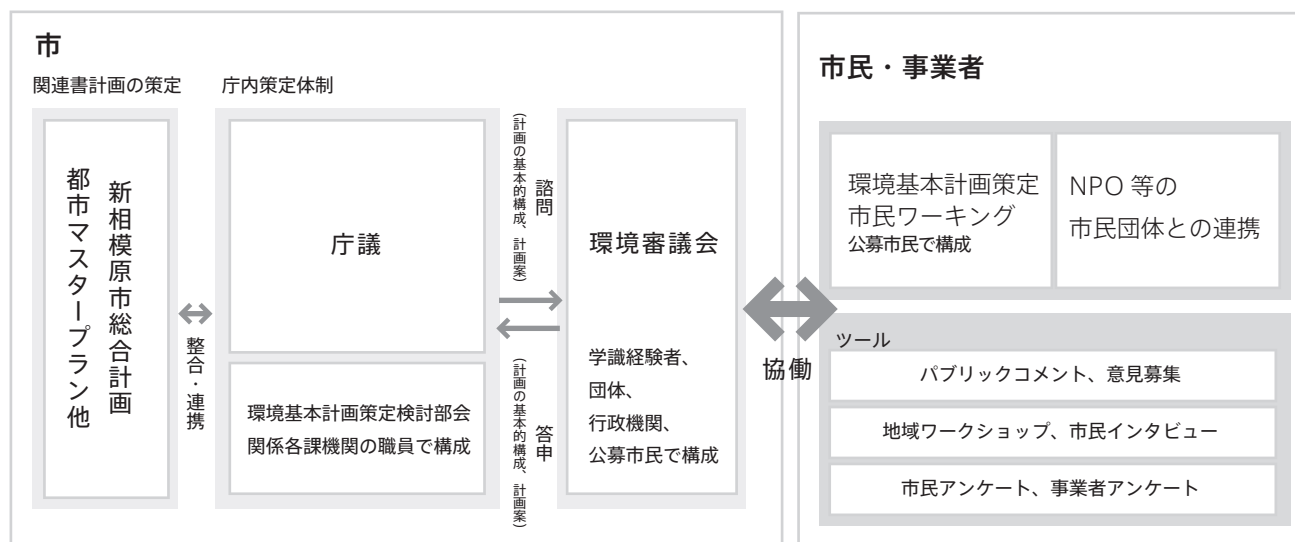 市
関連書計画の策定
新相模原市総合計画
都市マスタープラン他
整合・連携
庁内策定体制
庁議
環境基本計画策定検討部会
関係各課機関の職員で構成
諮問
（計画の基本的構成、計画案）
答申
（計画の基本的構成、計画案）
環境審議会
学識経験者、
団体、
行政機関、
公募市民で構成
協働
市民・事業者
環境基本計画策定
市民ワーキング
公募市民で構成
NPO 等の
市民団体との連携
ツール
パブリックコメント、意見募集
地域ワークショップ、市民インタビュー
市民アンケート、事業者アンケート